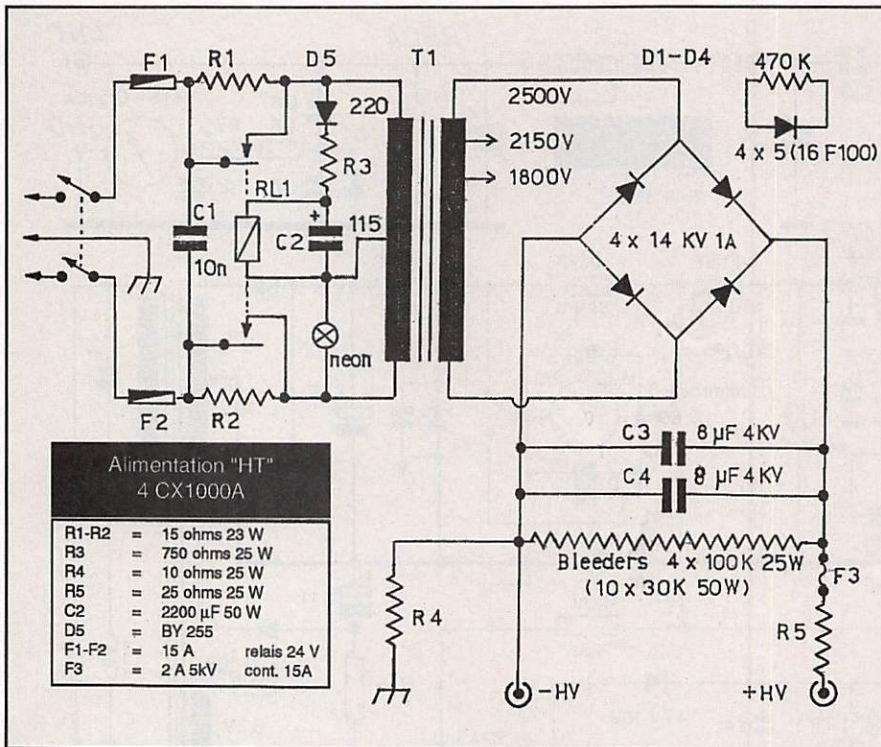 F1 R1 D5 T1 D1-D4 470 K
220
2500V
2150V
1800V
4 x 5 (16 F100)
R3
RL1
C1
10n
C2
+
115
4 x 14 KV 1A
neon
F2 R2
C3 8 µF 4KV
C4 8 µF 4KV
Bleeders 4 x 100K 25W
(10 x 30K 50W)
F3
R4
R5
-HV +HV
Alimentation "HT"
4 CX1000A
R1-R2 = 15 ohms 23 W
R3 = 750 ohms 25 W
R4 = 10 ohms 25 W
R5 = 25 ohms 25 W
C2 = 2200 µF 50 W
D5 = BY 255
F1-F2 = 15 A relais 24 V
F3 = 2 A 5kV cont. 15A